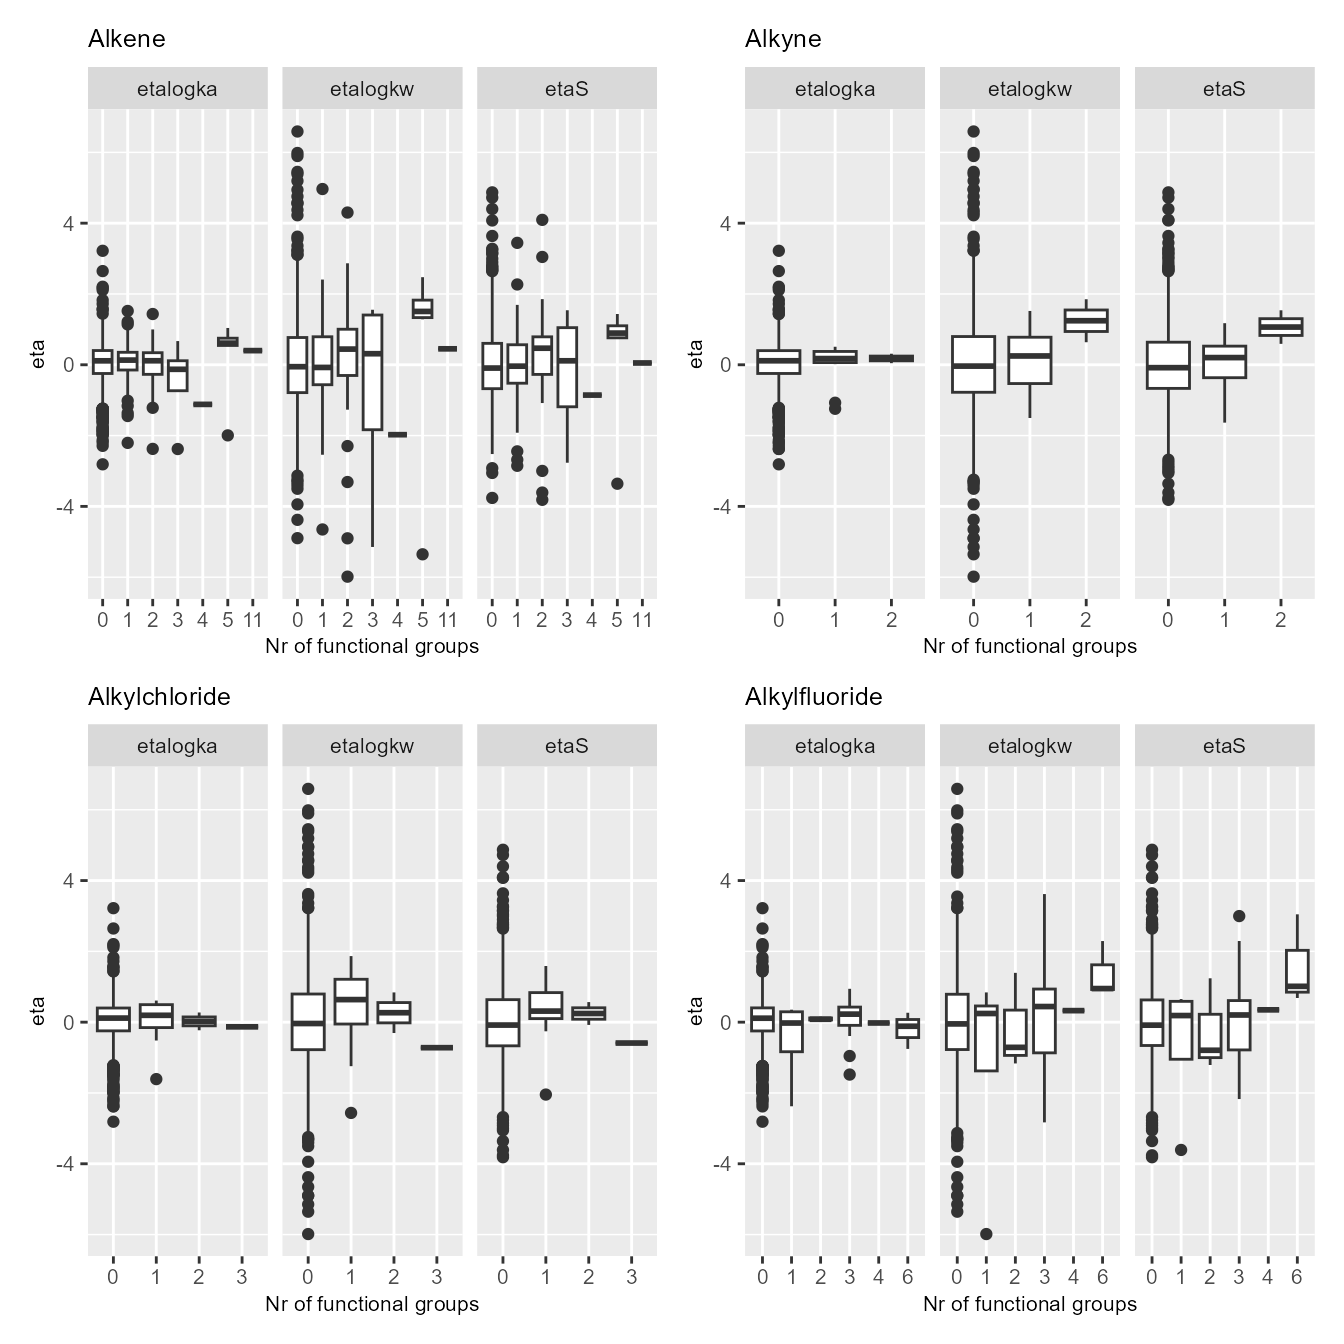 Alkene
etalogka etalogkw etaS
eta
4
0
-4
0 1 2 3 4 5 11 0 1 2 3 4 5 11 0 1 2 3 4 5 11
Nr of functional groups
Alkyne
etalogka etalogkw etaS
eta
4
0
-4
0 1 2 0 1 2 0 1 2
Nr of functional groups
Alkylchloride
etalogka etalogkw etaS
eta
4
0
-4
0 1 2 3 0 1 2 3 0 1 2 3
Nr of functional groups
Alkylfluoride
etalogka etalogkw etaS
eta
4
0
-4
0 1 2 3 4 6 0 1 2 3 4 6 0 1 2 3 4 6
Nr of functional groups